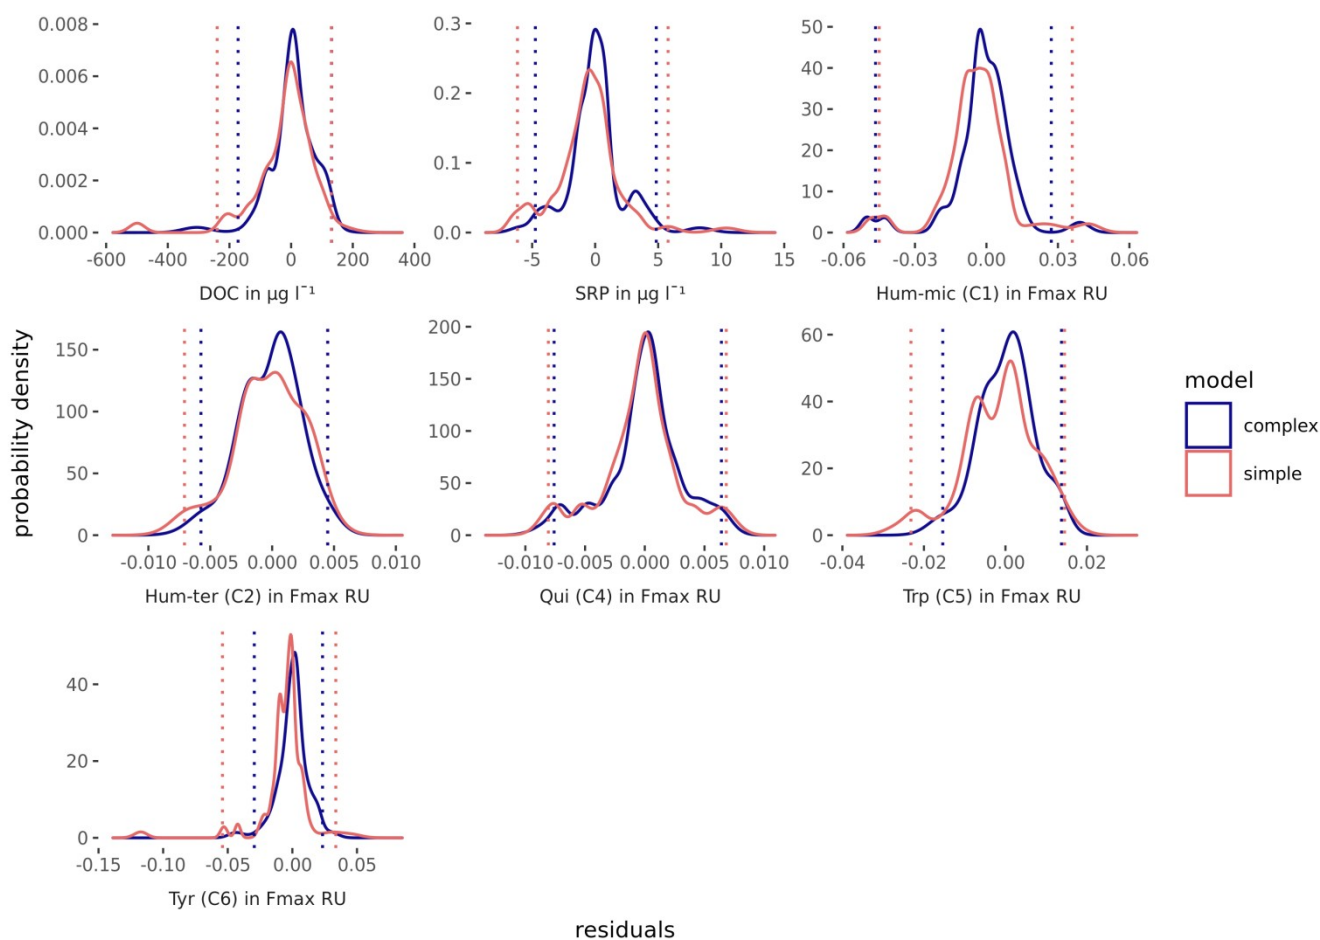 0.008
0.006
0.004
0.002
0.000
-600 -400 -200 0 200 400
DOC in µg l⁻¹
0.3
0.2
0.1
0.0
-5 0 5 10 15
SRP in µg l⁻¹
50
40
30
20
10
0
-0.06 -0.03 0.00 0.03 0.06
Hum-mic (C1) in Fmax RU
probability density
150
100
50
0
-0.010 -0.005 0.000 0.005 0.010
Hum-ter (C2) in Fmax RU
200
150
100
50
0
-0.010 -0.005 0.000 0.005 0.010
Qui (C4) in Fmax RU
60
40
20
0
-0.04 -0.02 0.00 0.02
Trp (C5) in Fmax RU
model
complex
simple
40
20
0
-0.15 -0.10 -0.05 0.00 0.05
Tyr (C6) in Fmax RU
residuals